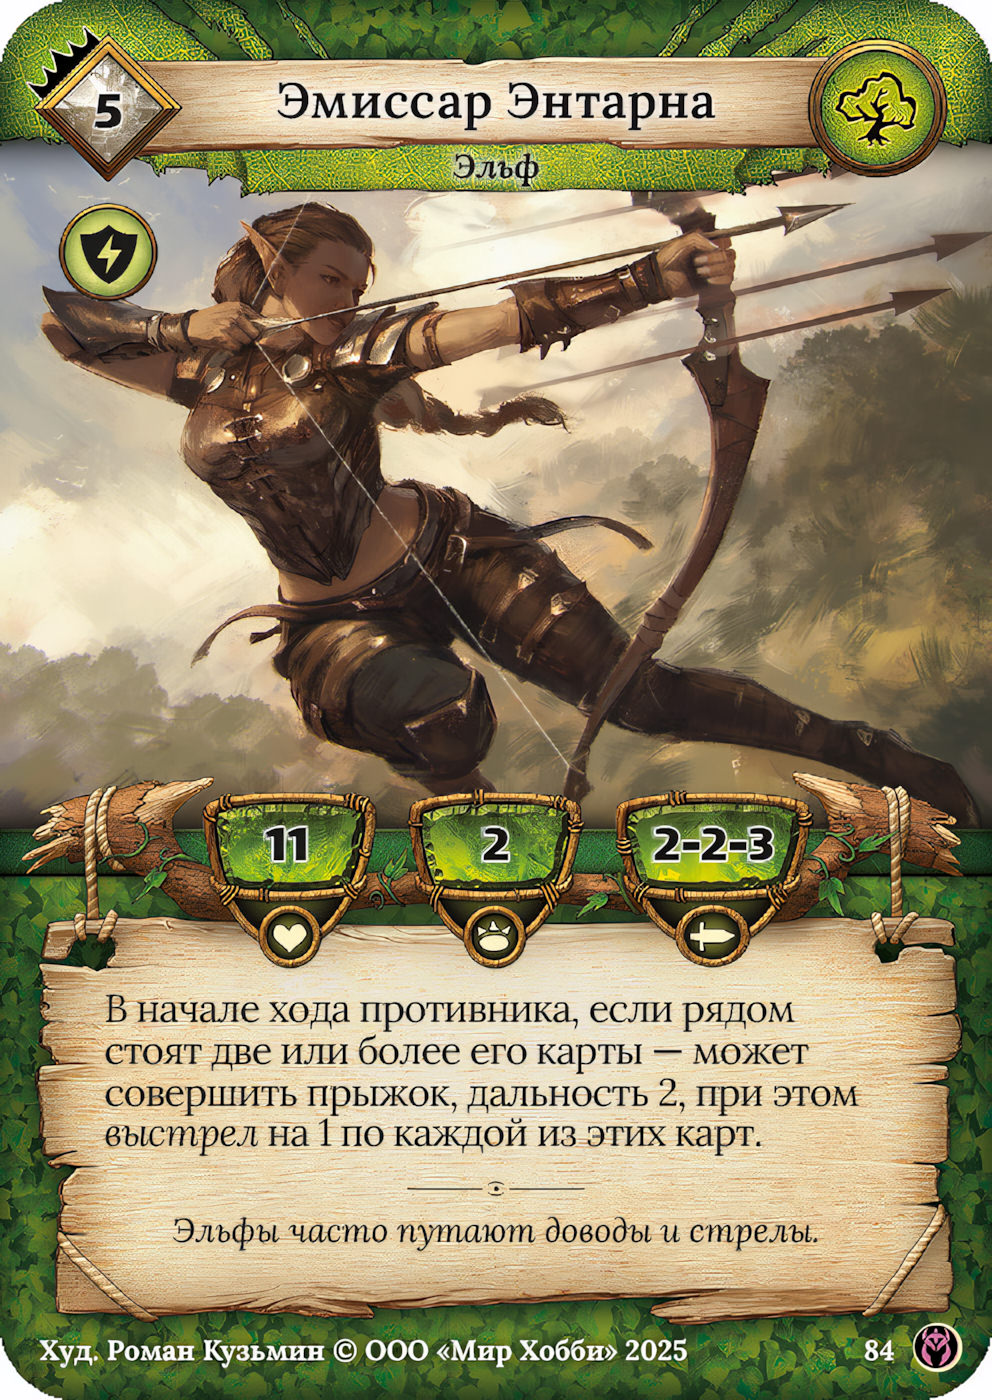 5
Эмиссар Энтарна
Эльф
11
2
2-2-3
В начале хода противника, если рядом
стоят две или более его карты — может
совершить прыжок, дальность 2, при этом
выстрел на 1 по каждой из этих карт.
Эльфы часто путают доводы и стрелы.
Худ. Роман Кузьмин © ООО «Мир Хобби» 2025
84